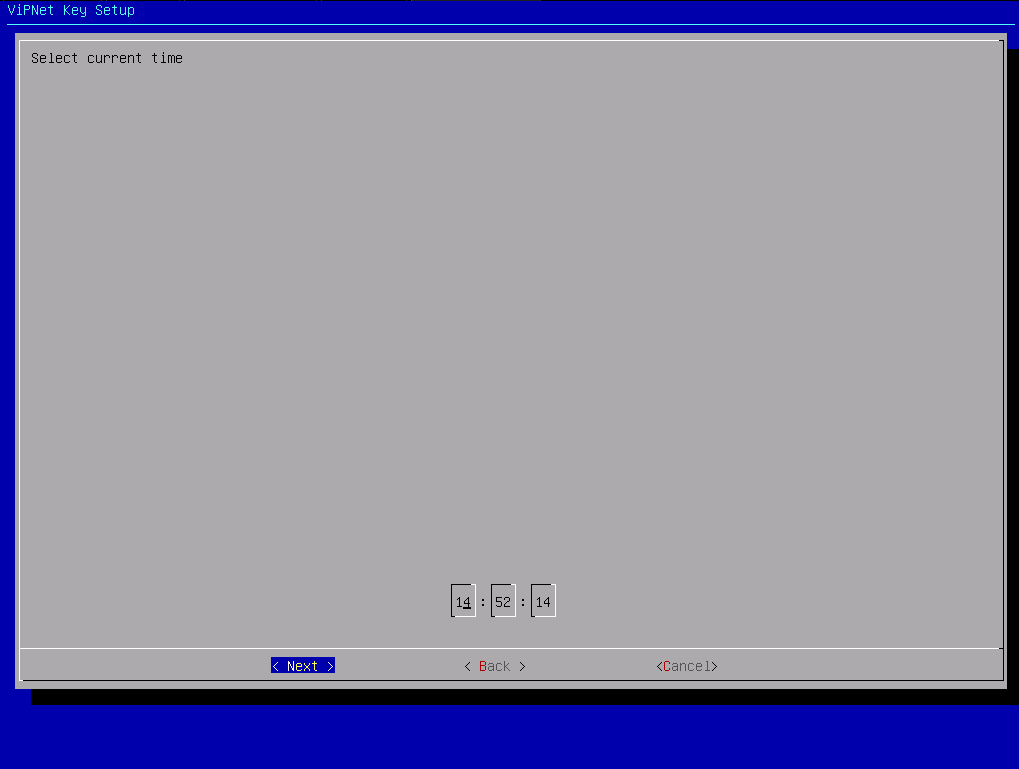 ViPNet Key Setup
Select current time
14 : 52 : 14
< Next > < Back > <Cancel>